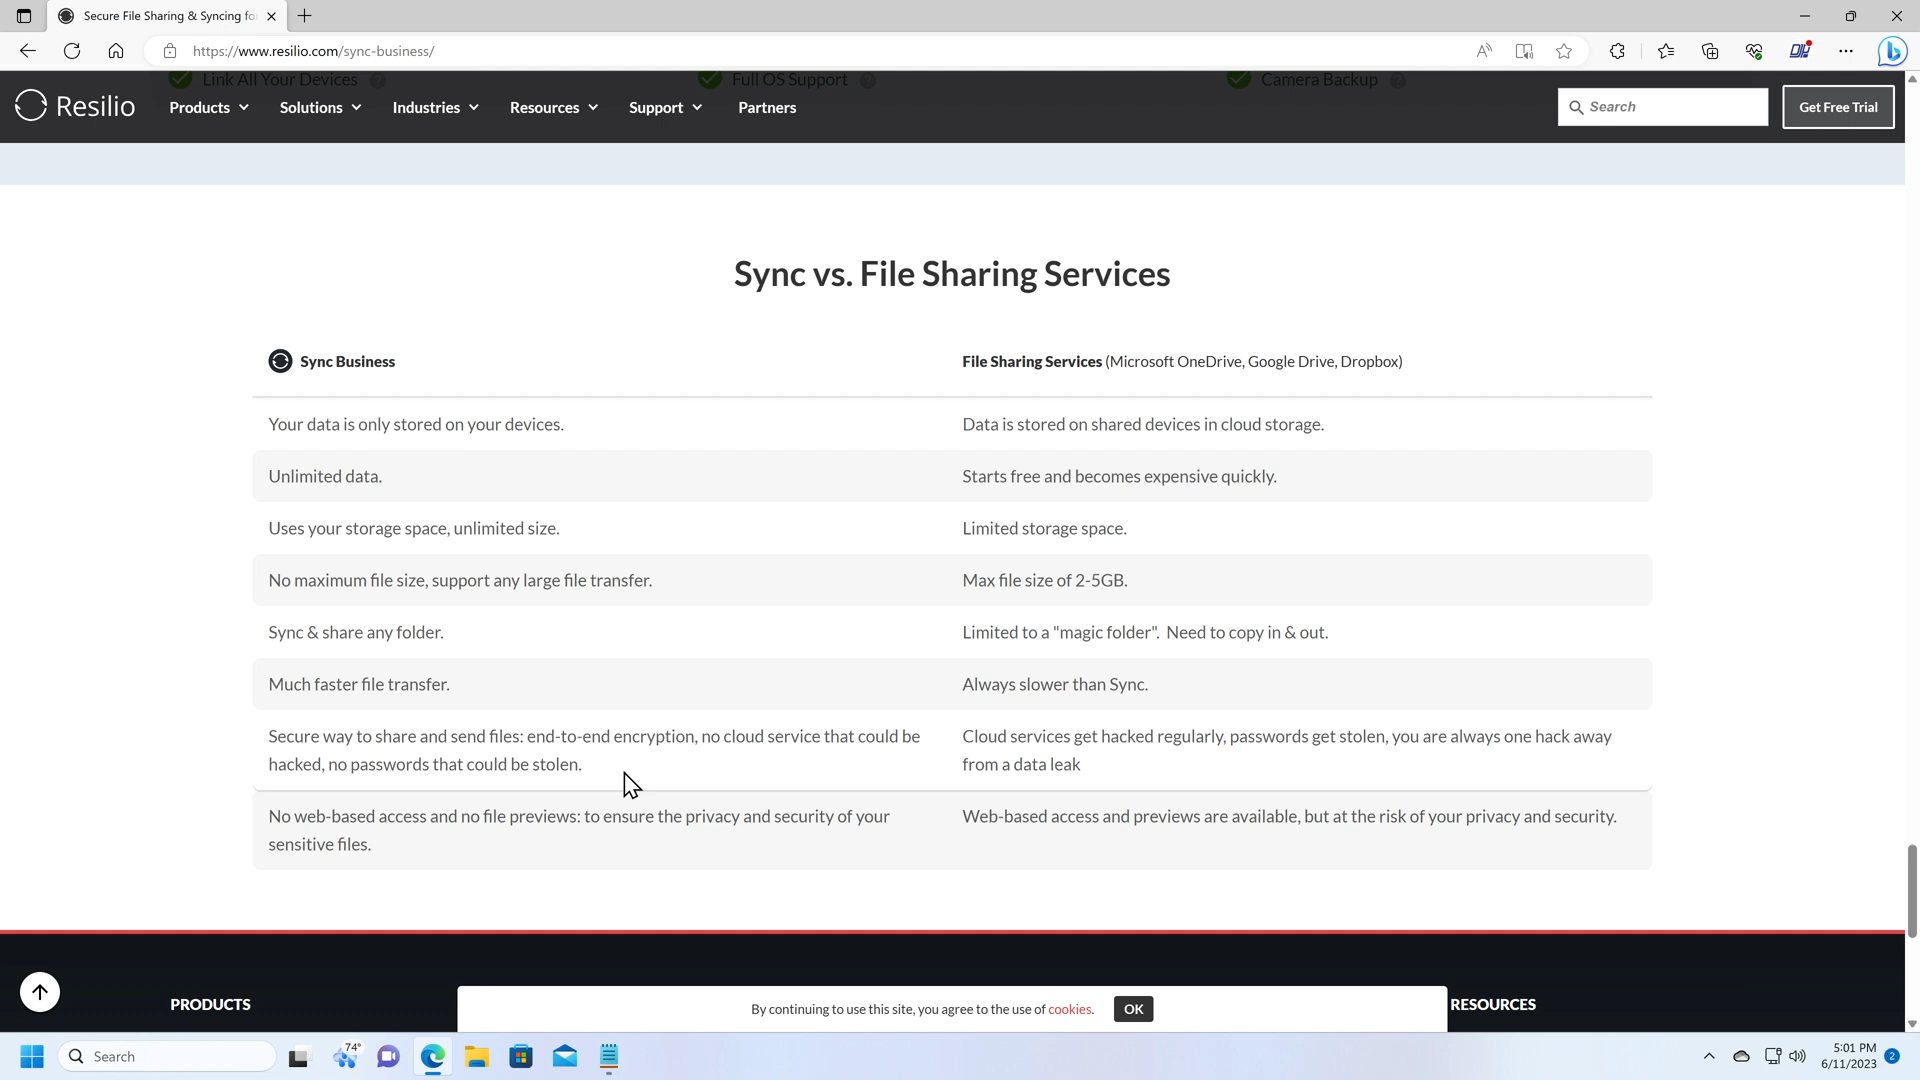 Secure File Sharing & Syncing for
https://www.resilio.com/sync-business/
Link All Your Devices ? Full OS Support ? Camera Backup ?
Resilio Products Solutions Industries Resources Support Partners Search Get Free Trial
Sync vs. File Sharing Services
Sync Business File Sharing Services (Microsoft OneDrive, Google Drive, Dropbox)
Your data is only stored on your devices. Data is stored on shared devices in cloud storage.
Unlimited data. Starts free and becomes expensive quickly.
Uses your storage space, unlimited size. Limited storage space.
No maximum file size, support any large file transfer. Max file size of 2-5GB.
Sync & share any folder. Limited to a "magic folder". Need to copy in & out.
Much faster file transfer. Always slower than Sync.
Secure way to share and send files: end-to-end encryption, no cloud service that could be
hacked, no passwords that could be stolen.
Cloud services get hacked regularly, passwords get stolen, you are always one hack away
from a data leak
No web-based access and no file previews: to ensure the privacy and security of your
sensitive files.
Web-based access and previews are available, but at the risk of your privacy and security.
PRODUCTS
By continuing to use this site, you agree to the use of cookies. OK
RESOURCES
Search
74°
5:01 PM
6/11/2023
2